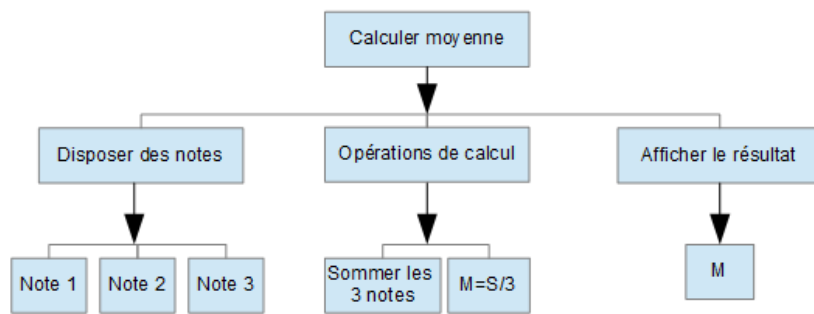 Calculer moyenne
Disposer des notes
Opérations de calcul
Afficher le résultat
Note 1
Note 2
Note 3
Sommer les
3 notes
M=S/3
M